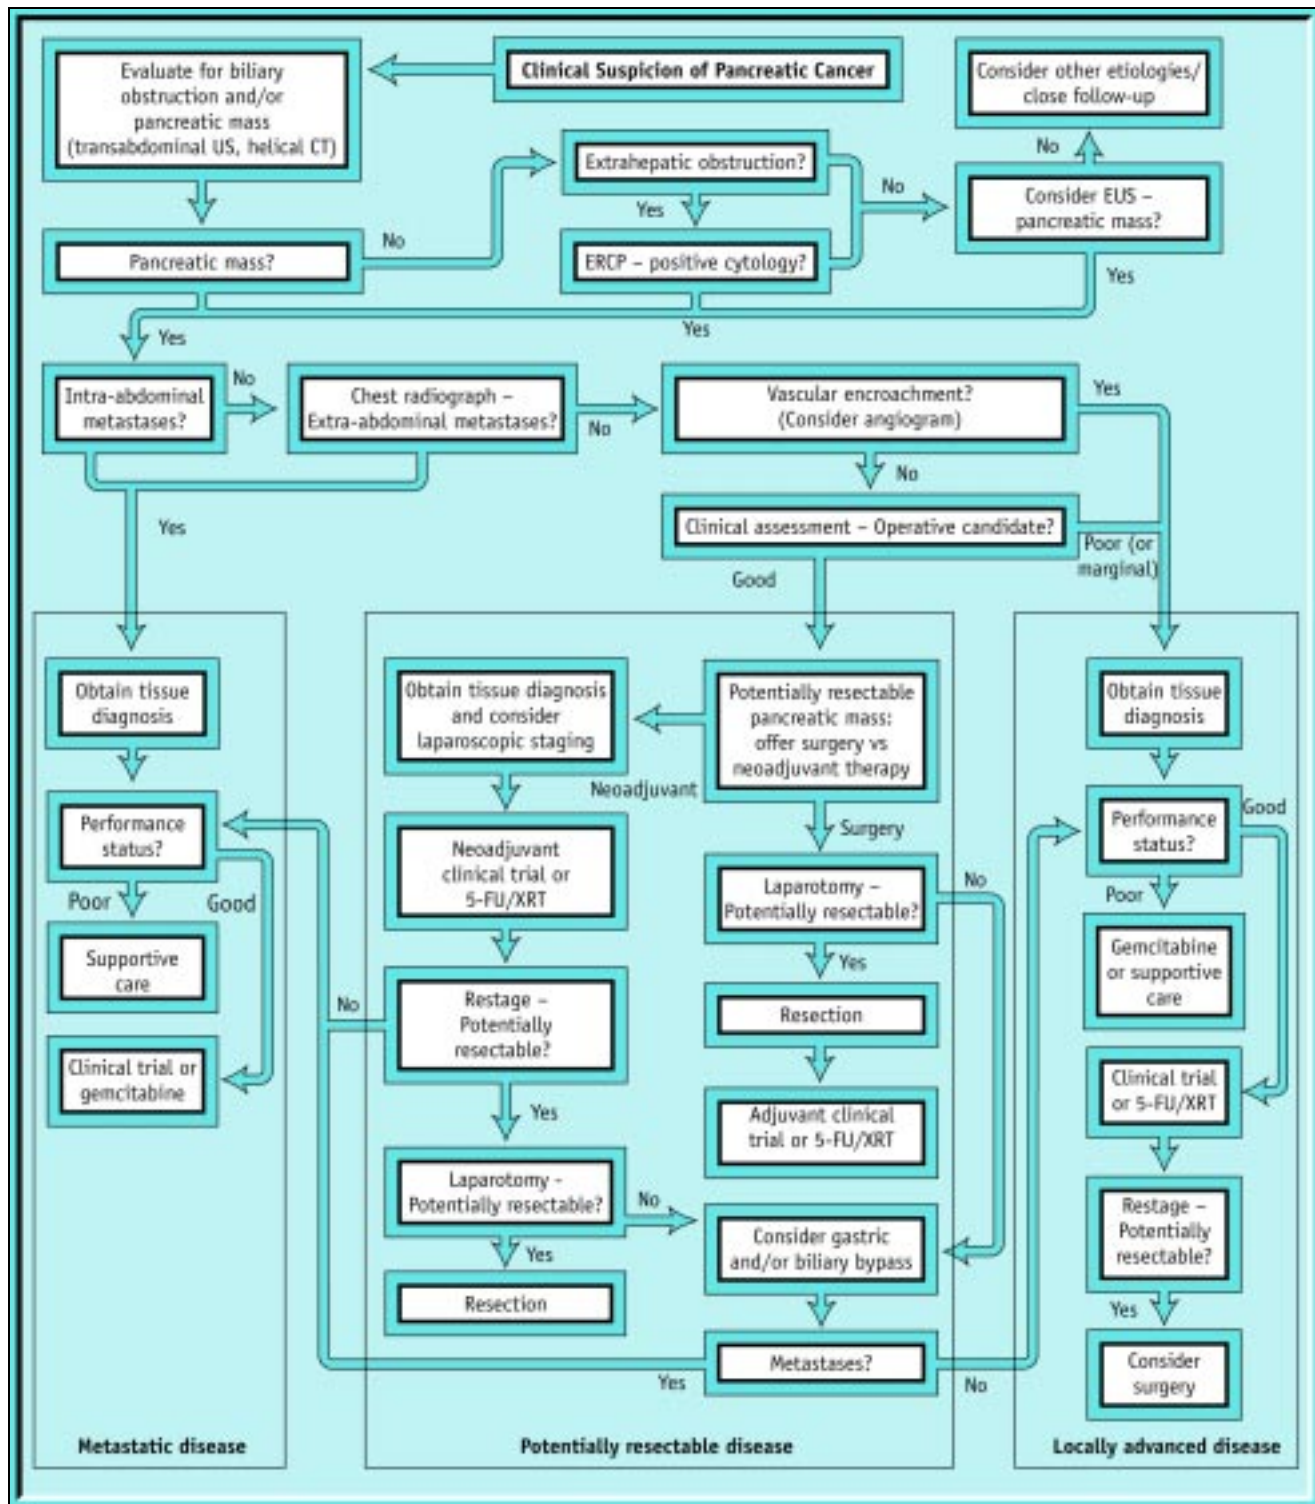 Clinical Suspicion of Pancreatic Cancer
Evaluate for biliary
obstruction and/or
pancreatic mass
(transabdominal US, helical CT)
Consider other etiologies/
close follow-up
No
Extrahepatic obstruction?
No
Consider EUS –
pancreatic mass?
Yes
No
Pancreatic mass?
ERCP – positive cytology?
Yes
Yes
Yes
Intra-abdominal
metastases?
No
Chest radiograph –
Extra-abdominal metastases?
No
Vascular encroachment?
(Consider angiogram)
Yes
No
Yes
Clinical assessment – Operative candidate?
Poor (or
marginal)
Good
Obtain tissue
diagnosis
Performance
status?
Poor
Good
Supportive
care
Clinical trial or
gemcitabine
Metastatic disease
Potentially resectable
pancreatic mass:
offer surgery vs
neoadjuvant therapy
Neoadjuvant
Surgery
Obtain tissue diagnosis
and consider
laparoscopic staging
Neoadjuvant
clinical trial or
5-FU/XRT
Restage –
Potentially
resectable?
No
Yes
Laparotomy -
Potentially resectable?
No
Yes
Resection
Laparotomy –
Potentially resectable?
No
Yes
Resection
Adjuvant clinical
trial or 5-FU/XRT
Consider gastric
and/or biliary bypass
Metastases?
Yes
No
Potentially resectable disease
Obtain tissue
diagnosis
Performance
status?
Good
Poor
Gemcitabine
or supportive
care
Clinical trial
or 5-FU/XRT
Restage –
Potentially
resectable?
Yes
Consider
surgery
Locally advanced disease